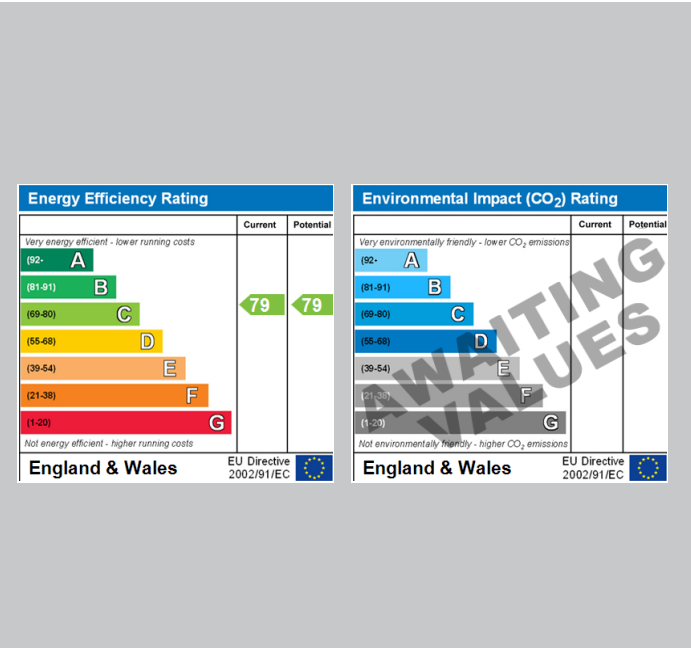 Energy Efficiency Rating
Current Potential
Very energy efficient - lower running costs
(92- A
(81-91) B
(69-80) C
79 79
(55-68) D
(39-54) E
(21-38) F
(1-20) G
Not energy efficient - higher running costs
England & Wales
EU Directive
2002/91/EC
Environmental Impact (CO2) Rating
Current Potential
Very environmentally friendly - lower CO2 emissions
(92- A
(81-91) B
(69-80) C
(55-68) D
(39-54) E
(21-38) F
(1-20) G
AWAITING
VALUES
Not environmentally friendly - higher CO2 emissions
England & Wales
EU Directive
2002/91/EC